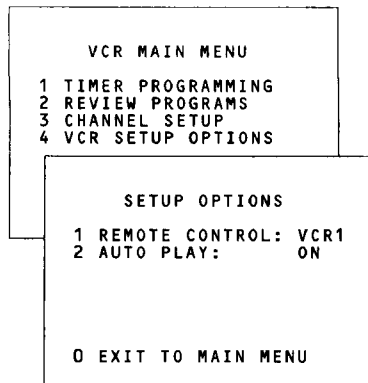 VCR MAIN MENU
1 TIMER PROGRAMMING
2 REVIEW PROGRAMS
3 CHANNEL SETUP
4 VCR SETUP OPTIONS
SETUP OPTIONS
1 REMOTE CONTROL: VCR1
2 AUTO PLAY: ON
0 EXIT TO MAIN MENU